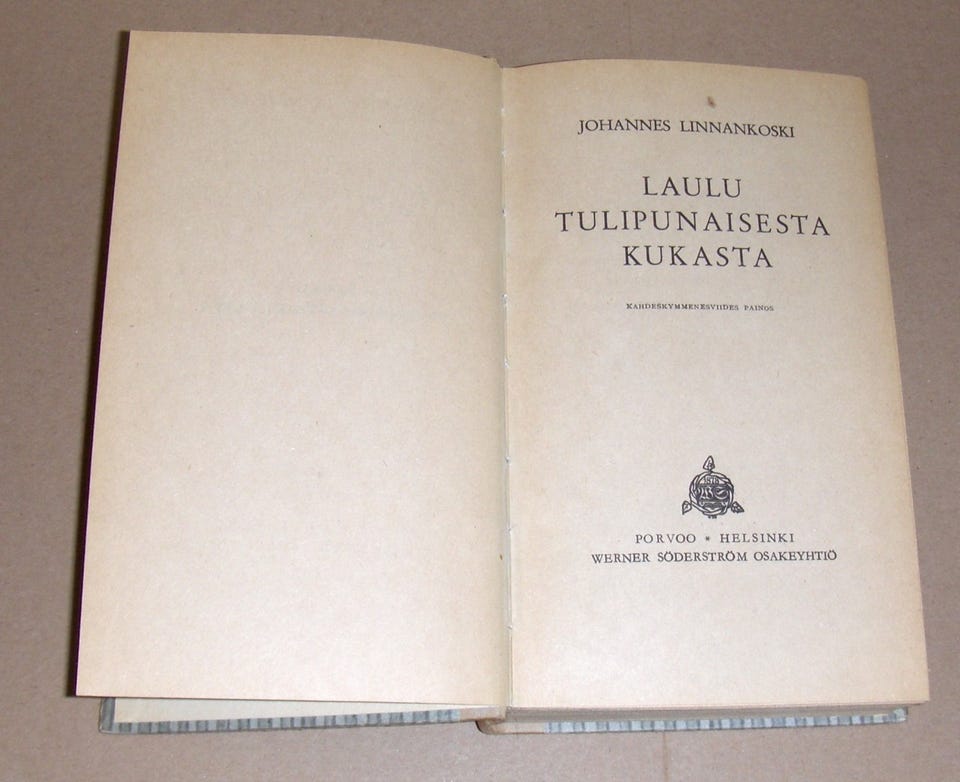 JOHANNES LINNANKOSKI
LAULU
TULIPUNAISESTA
KUKASTA
KAHDESKYMMENESVIIDES PAINOS
PORVOO * HELSINKI
WERNER SÖDERSTRÖM OSAKEYHTIÖ